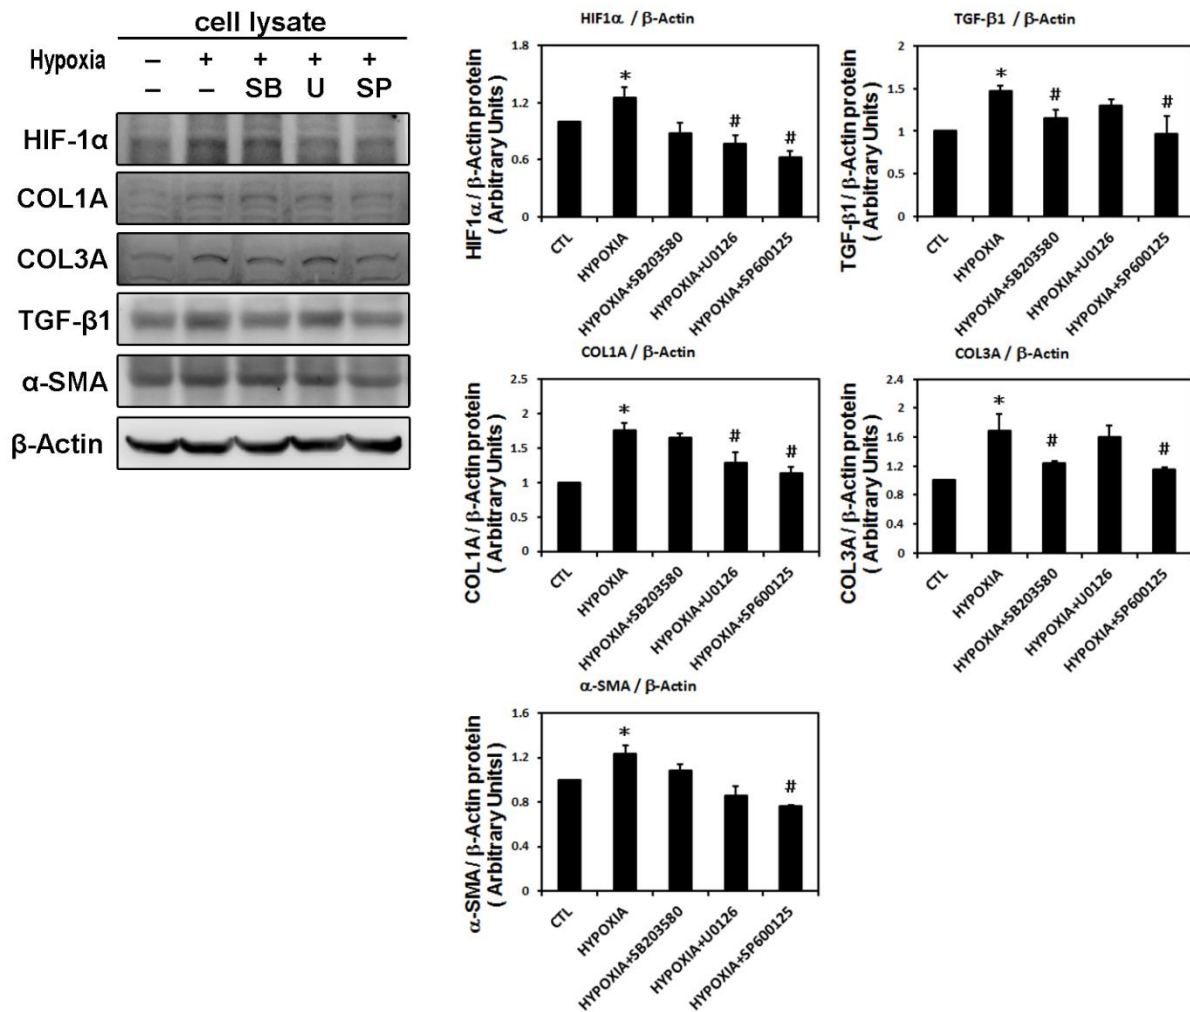 cell lysate
Hypoxia – + + + +
– – SB U SP
HIF-1α
COL1A
COL3A
TGF-β1
α-SMA
β-Actin
HIF1α / β-Actin
HIF1α / β-Actin protein
( Arbitrary Units )
1.8
1.2
0.6
0
*
#
#
CTL
HYPOXIA
HYPOXIA+SB203580
HYPOXIA+U0126
HYPOXIA+SP600125
TGF-β1 / β-Actin
TGF-β1/ β-Actin protein
( Arbitrary Units )
2
1.5
1
0.5
0
*
#
#
CTL
HYPOXIA
HYPOXIA+SB203580
HYPOXIA+U0126
HYPOXIA+SP600125
COL1A / β-Actin
COL1A / β-Actin protein
( Arbitrary Units )
2.5
2
1.5
1
0.5
0
*
#
#
CTL
HYPOXIA
HYPOXIA+SB203580
HYPOXIA+U0126
HYPOXIA+SP600125
COL3A / β-Actin
COL3A / β-Actin protein
( Arbitrary Units )
2.4
2
1.6
1.2
0.8
0.4
0
*
#
#
CTL
HYPOXIA
HYPOXIA+SB203580
HYPOXIA+U0126
HYPOXIA+SP600125
α-SMA / β-Actin
α-SMA/ β-Actin protein
( Arbitrary Unitsl )
1.6
1.2
0.8
0.4
0
*
#
CTL
HYPOXIA
HYPOXIA+SB203580
HYPOXIA+U0126
HYPOXIA+SP600125